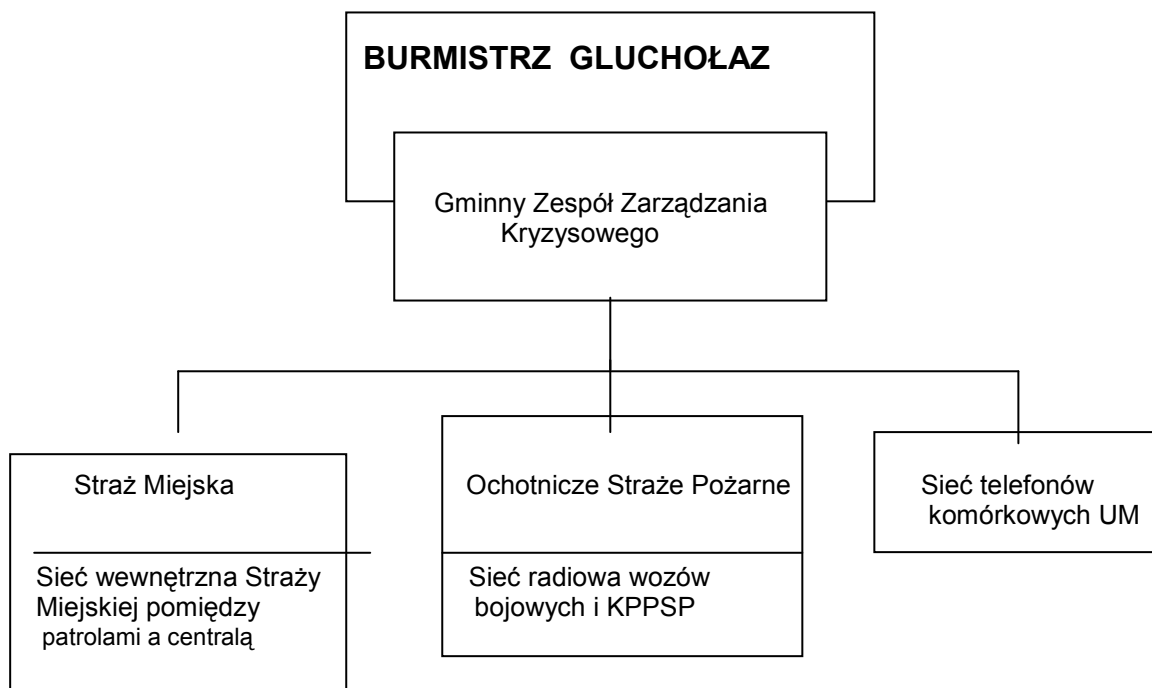 BURMISTRZ GLUCHOŁAZ
Gminny Zespół Zarządzania
Kryzysowego
Straż Miejska
Sieć wewnętrzna Straży
Miejskiej pomiędzy
patrolami a centralą
Ochotnicze Straże Pożarne
Sieć radiowa wozów
bojowych i KPPSP
Sieć telefonów
komórkowych UM